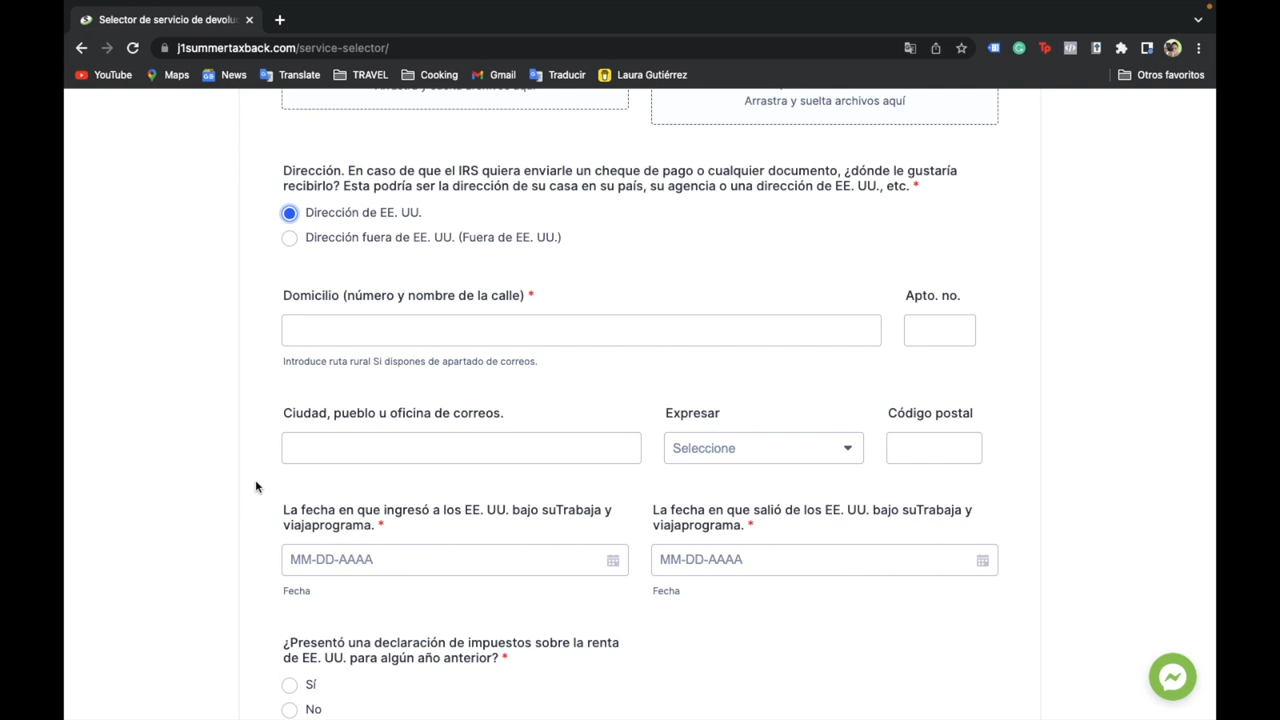 Selector de servicio de devolu
j1summertaxback.com/service-selector/
YouTube Maps News Translate TRAVEL Cooking Gmail Traducir Laura Gutiérrez Otros favoritos
Arrastra y suelta archivos aquí
Arrastra y suelta archivos aquí
Dirección. En caso de que el IRS quiera enviarle un cheque de pago o cualquier documento, ¿dónde le gustaría
recibirlo? Esta podría ser la dirección de su casa en su país, su agencia o una dirección de EE. UU., etc. *
Dirección de EE. UU.
Dirección fuera de EE. UU. (Fuera de EE. UU.)
Domicilio (número y nombre de la calle) * Apto. no.
Introduce ruta rural Si dispones de apartado de correos.
Ciudad, pueblo u oficina de correos. Expresar Código postal
Seleccione
La fecha en que ingresó a los EE. UU. bajo suTrabaja y
viajaprograma. *
MM-DD-AAAA
Fecha
La fecha en que salió de los EE. UU. bajo suTrabaja y
viajaprograma. *
MM-DD-AAAA
Fecha
¿Presentó una declaración de impuestos sobre la renta
de EE. UU. para algún año anterior? *
Sí
No